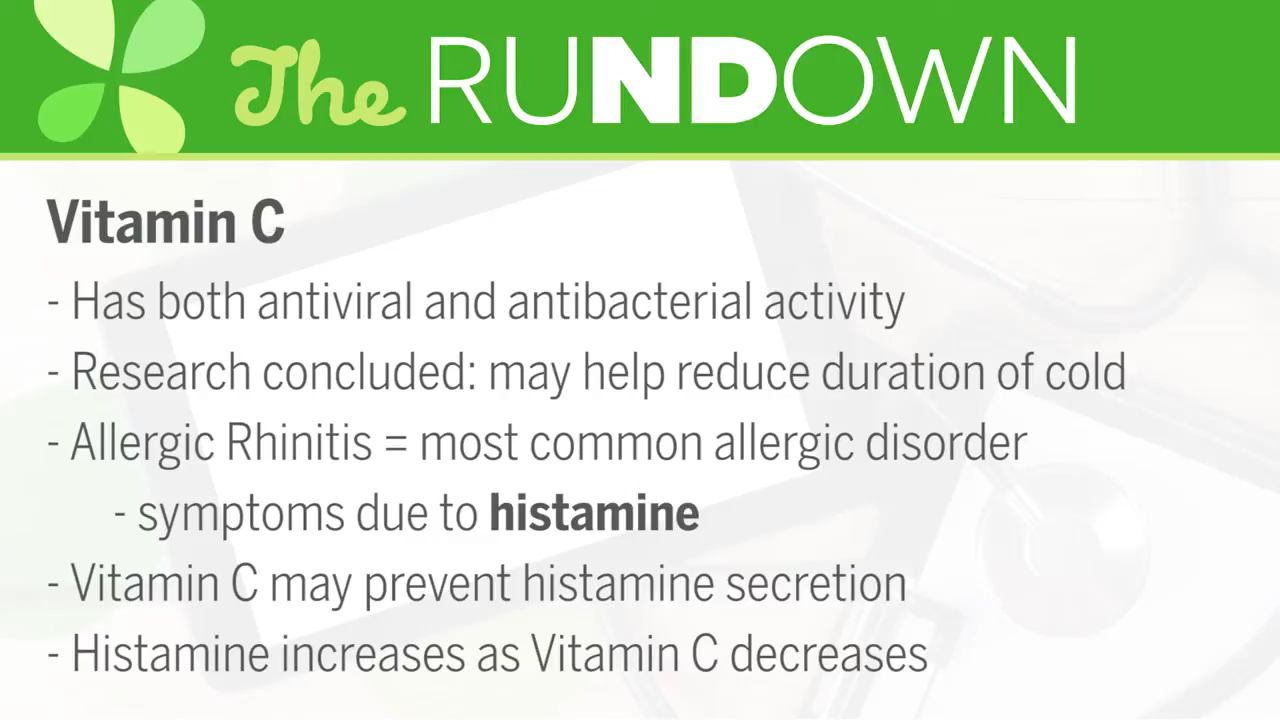 The RUNDOWN
Vitamin C
- Has both antiviral and antibacterial activity
- Research concluded: may help reduce duration of cold
- Allergic Rhinitis = most common allergic disorder
- symptoms due to histamine
- Vitamin C may prevent histamine secretion
- Histamine increases as Vitamin C decreases